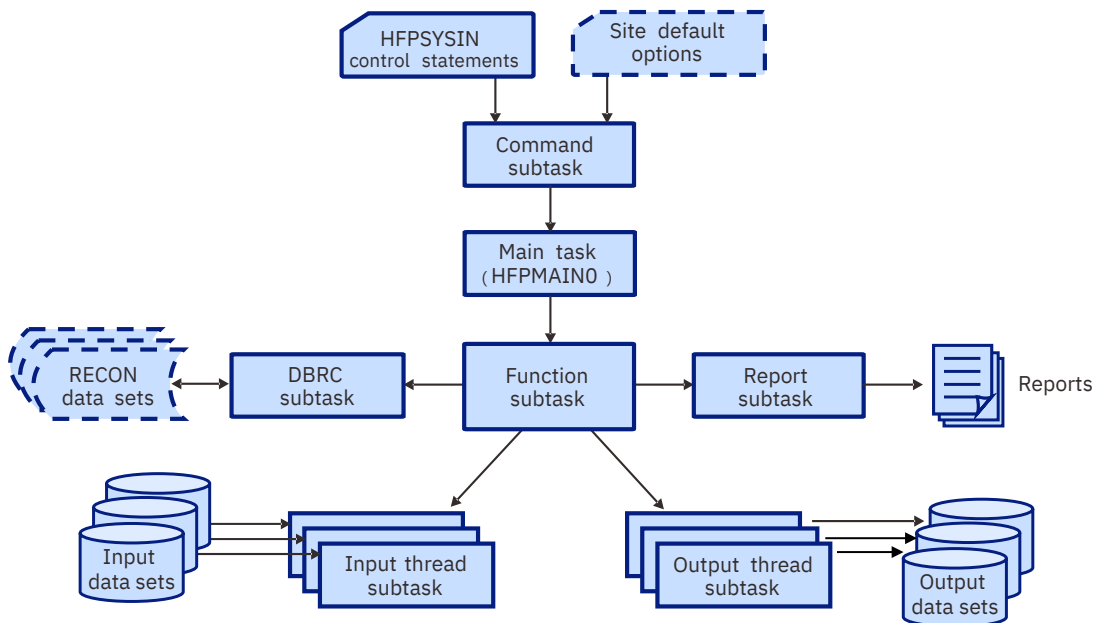 HFPSYSIN
control statements
Site default
options
Command
subtask
Main task
(HFPMAIN0 )
RECON
data sets
DBRC
subtask
Function
subtask
Report
subtask
Reports
Input
data sets
Input thread
subtask
Output thread
subtask
Output
data sets